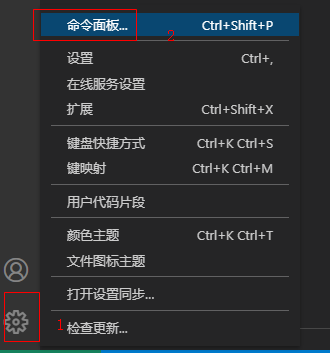 命令面板... Ctrl+Shift+P
2
设置 Ctrl+,
在线服务设置
扩展 Ctrl+Shift+X
键盘快捷方式 Ctrl+K Ctrl+S
键映射 Ctrl+K Ctrl+M
用户代码片段
颜色主题 Ctrl+K Ctrl+T
文件图标主题
打开设置同步...
1 检查更新...